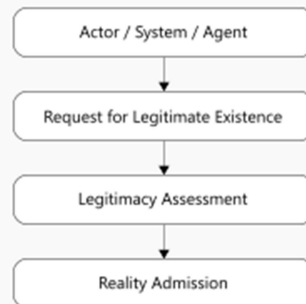 Actor / System / Agent
Request for Legitimate Existence
Legitimacy Assessment
Reality Admission